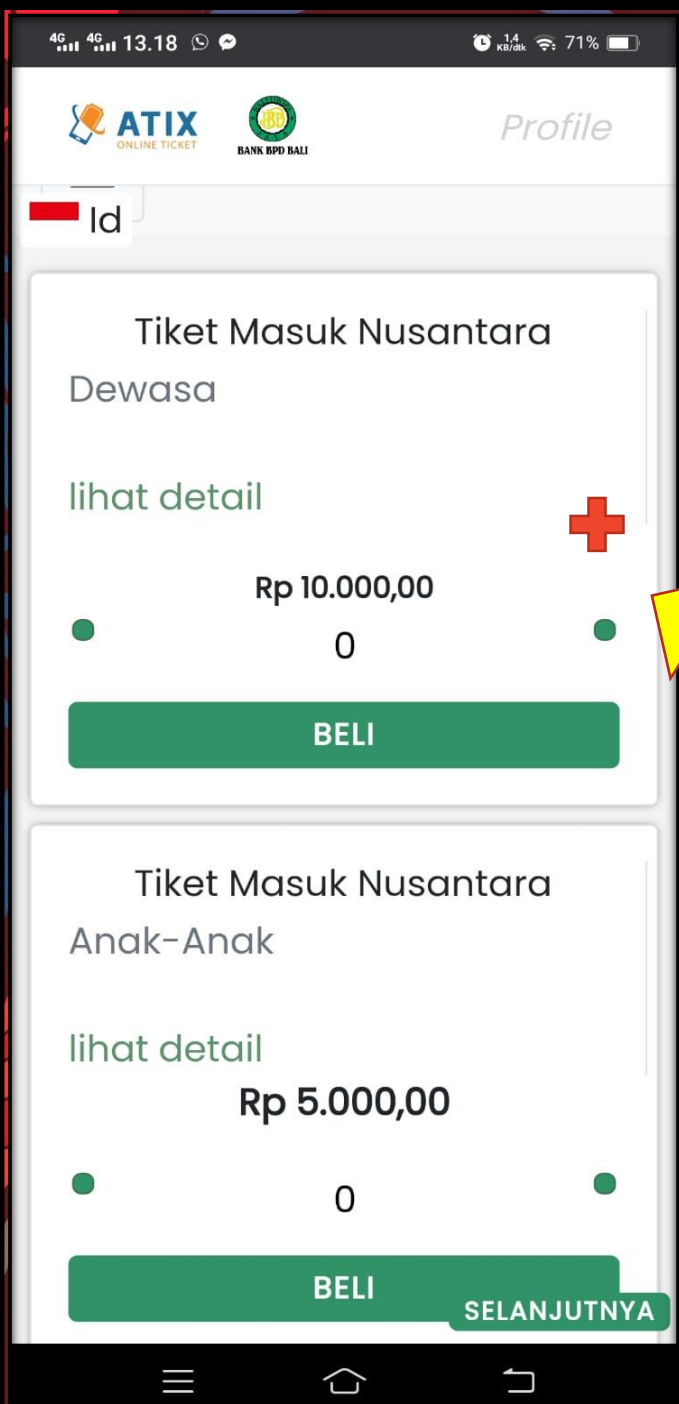 4G 4G 13.18 1,4 KB/dtk 71%
ATIX
ONLINE TICKET
BANK BPD BALI
Profile
Id
Tiket Masuk Nusantara
Dewasa
lihat detail
Rp 10.000,00
0
BELI
Tiket Masuk Nusantara
Anak-Anak
lihat detail
Rp 5.000,00
0
BELI
SELANJUTNYA